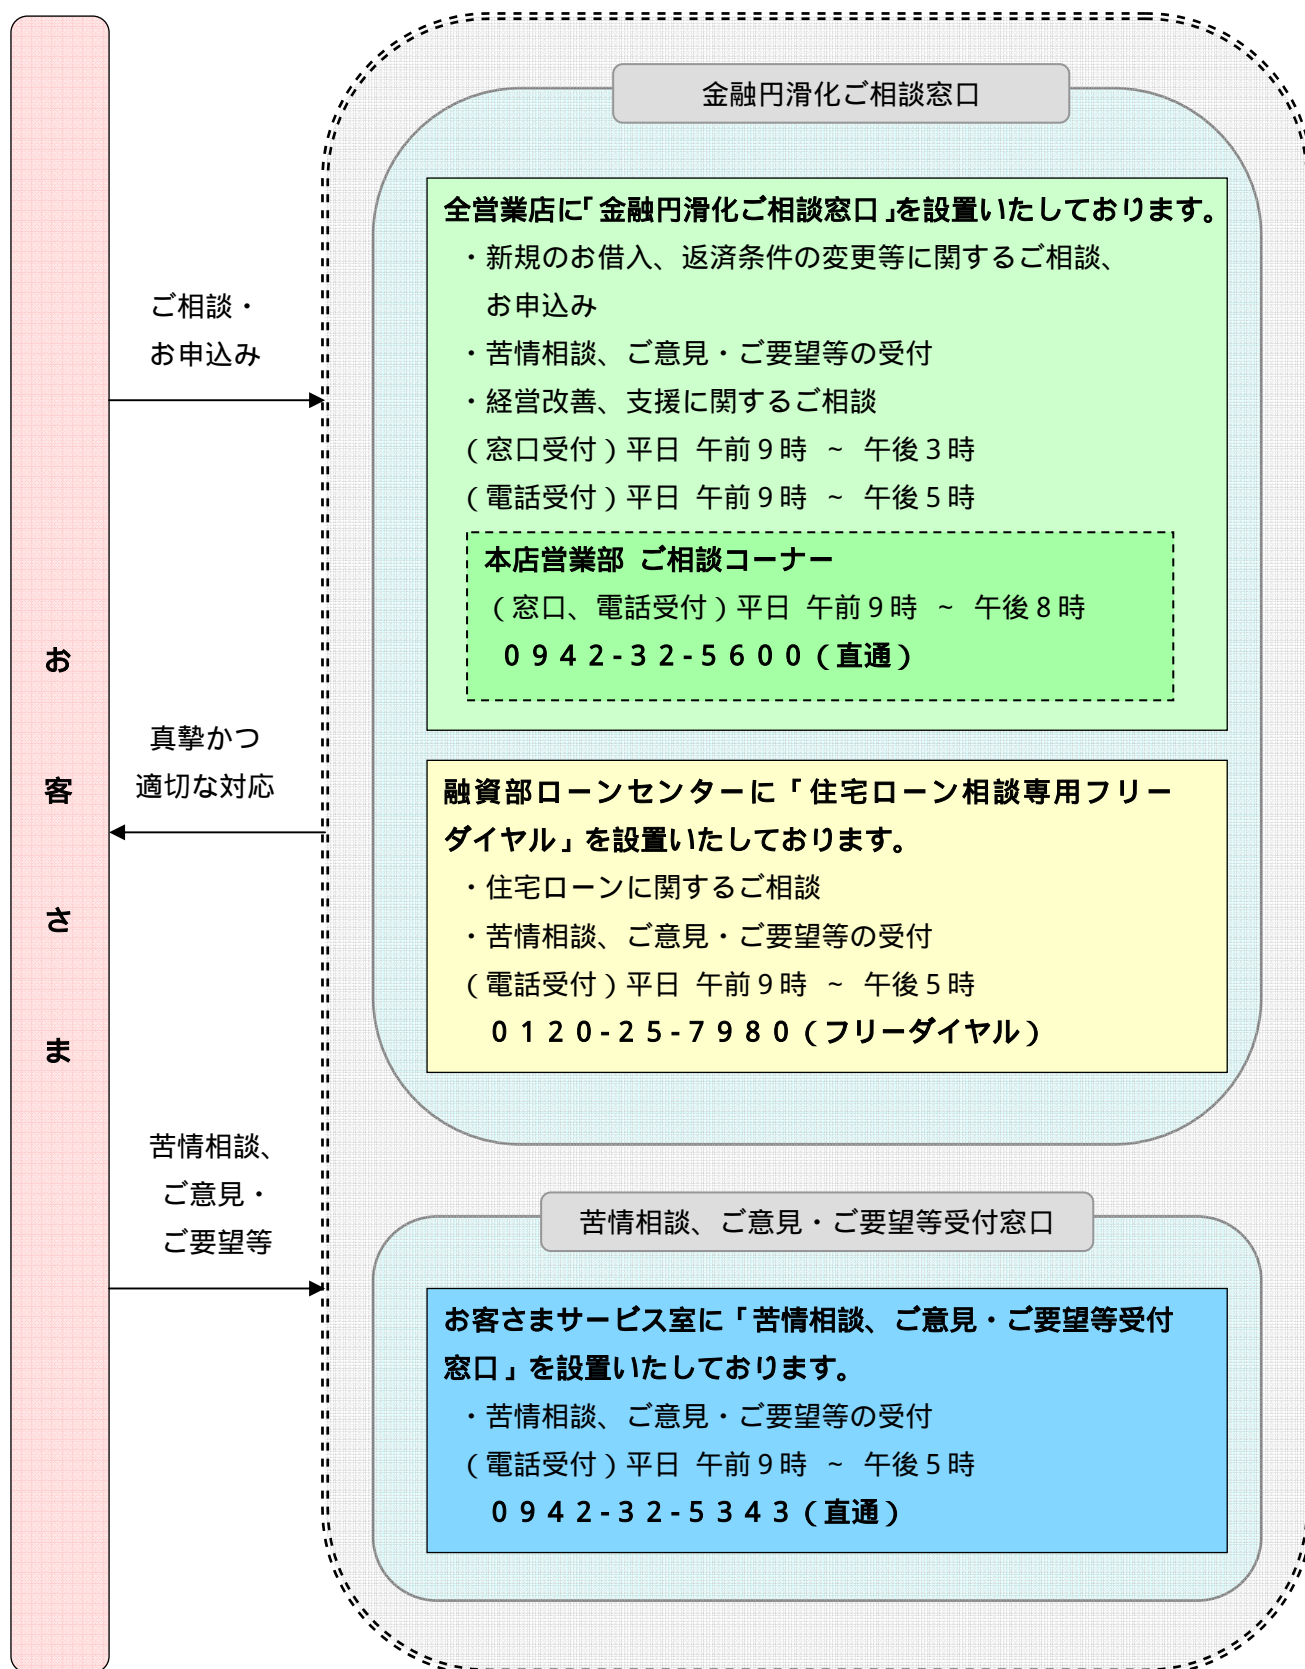 お客さま
ご相談・
お申込み
真摯かつ
適切な対応
苦情相談、
ご意見・
ご要望等
金融円滑化ご相談窓口
全営業店に「金融円滑化ご相談窓口」を設置いたしております。
・新規のお借入、返済条件の変更等に関するご相談、
お申込み
・苦情相談、ご意見・ご要望等の受付
・経営改善、支援に関するご相談
（窓口受付）平日 午前９時 ~ 午後３時
（電話受付）平日 午前９時 ~ 午後５時
本店営業部 ご相談コーナー
（窓口、電話受付）平日 午前９時 ~ 午後８時
０９４２-３２-５６００（直通）
融資部ローンセンターに「住宅ローン相談専用フリー
ダイヤル」を設置いたしております。
・住宅ローンに関するご相談
・苦情相談、ご意見・ご要望等の受付
（電話受付）平日 午前９時 ~ 午後５時
０１２０-２５-７９８０（フリーダイヤル）
苦情相談、ご意見・ご要望等受付窓口
お客さまサービス室に「苦情相談、ご意見・ご要望等受付
窓口」を設置いたしております。
・苦情相談、ご意見・ご要望等の受付
（電話受付）平日 午前９時 ~ 午後５時
０９４２-３２-５３４３（直通）